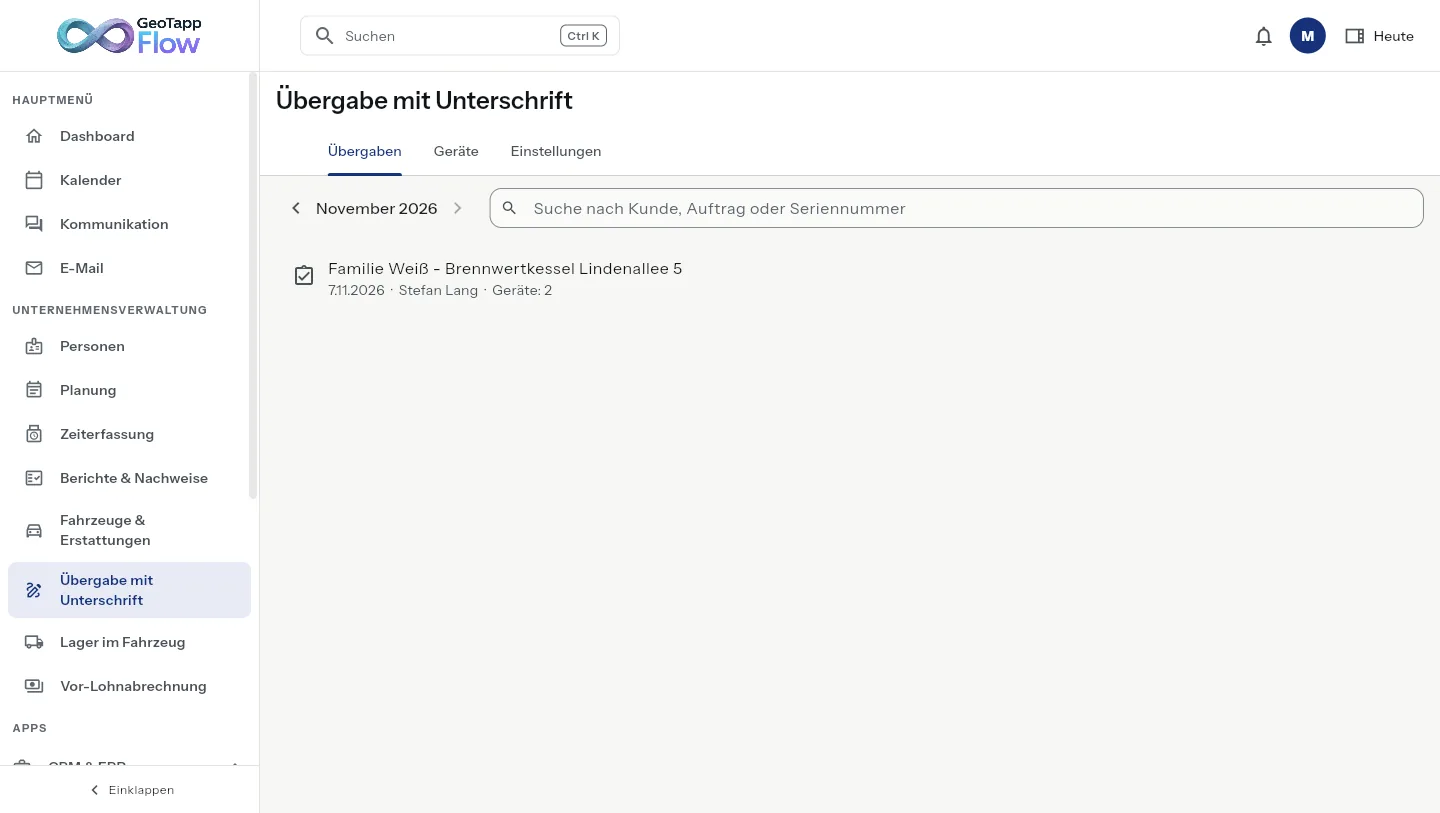 GeoTapp
Flow
Suchen
Ctrl K
M
Heute
HAUPTMENÜ
Dashboard
Kalender
Kommunikation
E-Mail
UNTERNEHMENSVERWALTUNG
Personen
Planung
Zeiterfassung
Berichte & Nachweise
Fahrzeuge &
Erstattungen
Übergabe mit
Unterschrift
Lager im Fahrzeug
Vor-Lohnabrechnung
APPS
CRM & ERP
Einklappen
Übergabe mit Unterschrift
Übergaben
Geräte
Einstellungen
November 2026
Suche nach Kunde, Auftrag oder Seriennummer
Familie Weiß - Brennwertkessel Lindenallee 5
7.11.2026 · Stefan Lang · Geräte: 2